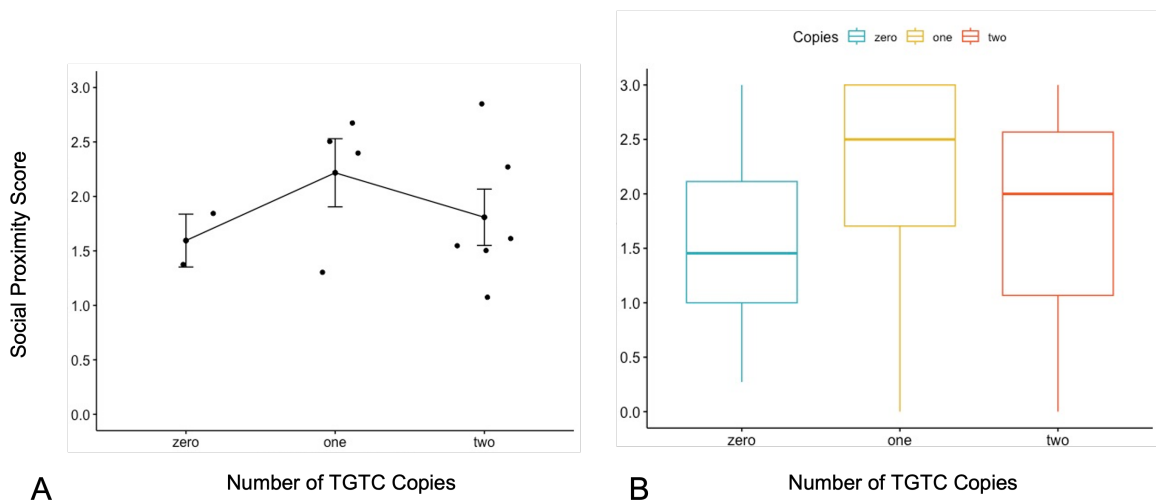 Social Proximity Score
3.0
2.5
2.0
1.5
1.0
0.5
0.0
zero one two
Number of TGTC Copies
A
Copies zero one two
3.0
2.5
2.0
1.5
1.0
0.5
0.0
zero one two
Number of TGTC Copies
B